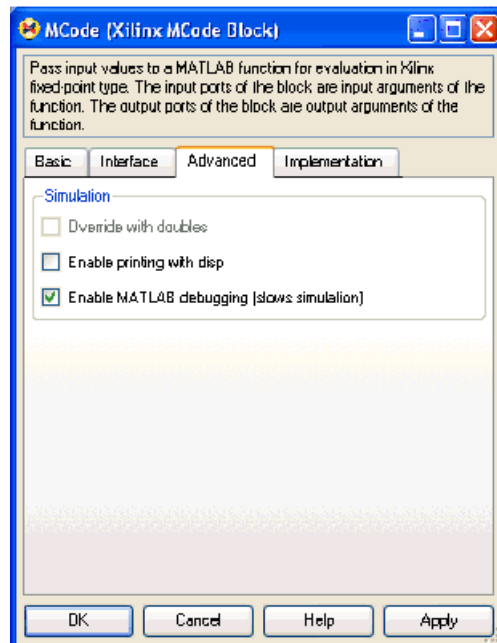 MCode (Xilinx MCode Block)
Pass input values to a MATLAB function for evaluation in Xilinx
fixed-point type. The input ports of the block are input arguments of the
function. The output ports of the block are output arguments of the
function.
Basic Interface Advanced Implementation
Simulation
Override with doubles
Enable printing with disp
Enable MATLAB debugging (slows simulation)
OK Cancel Help Apply